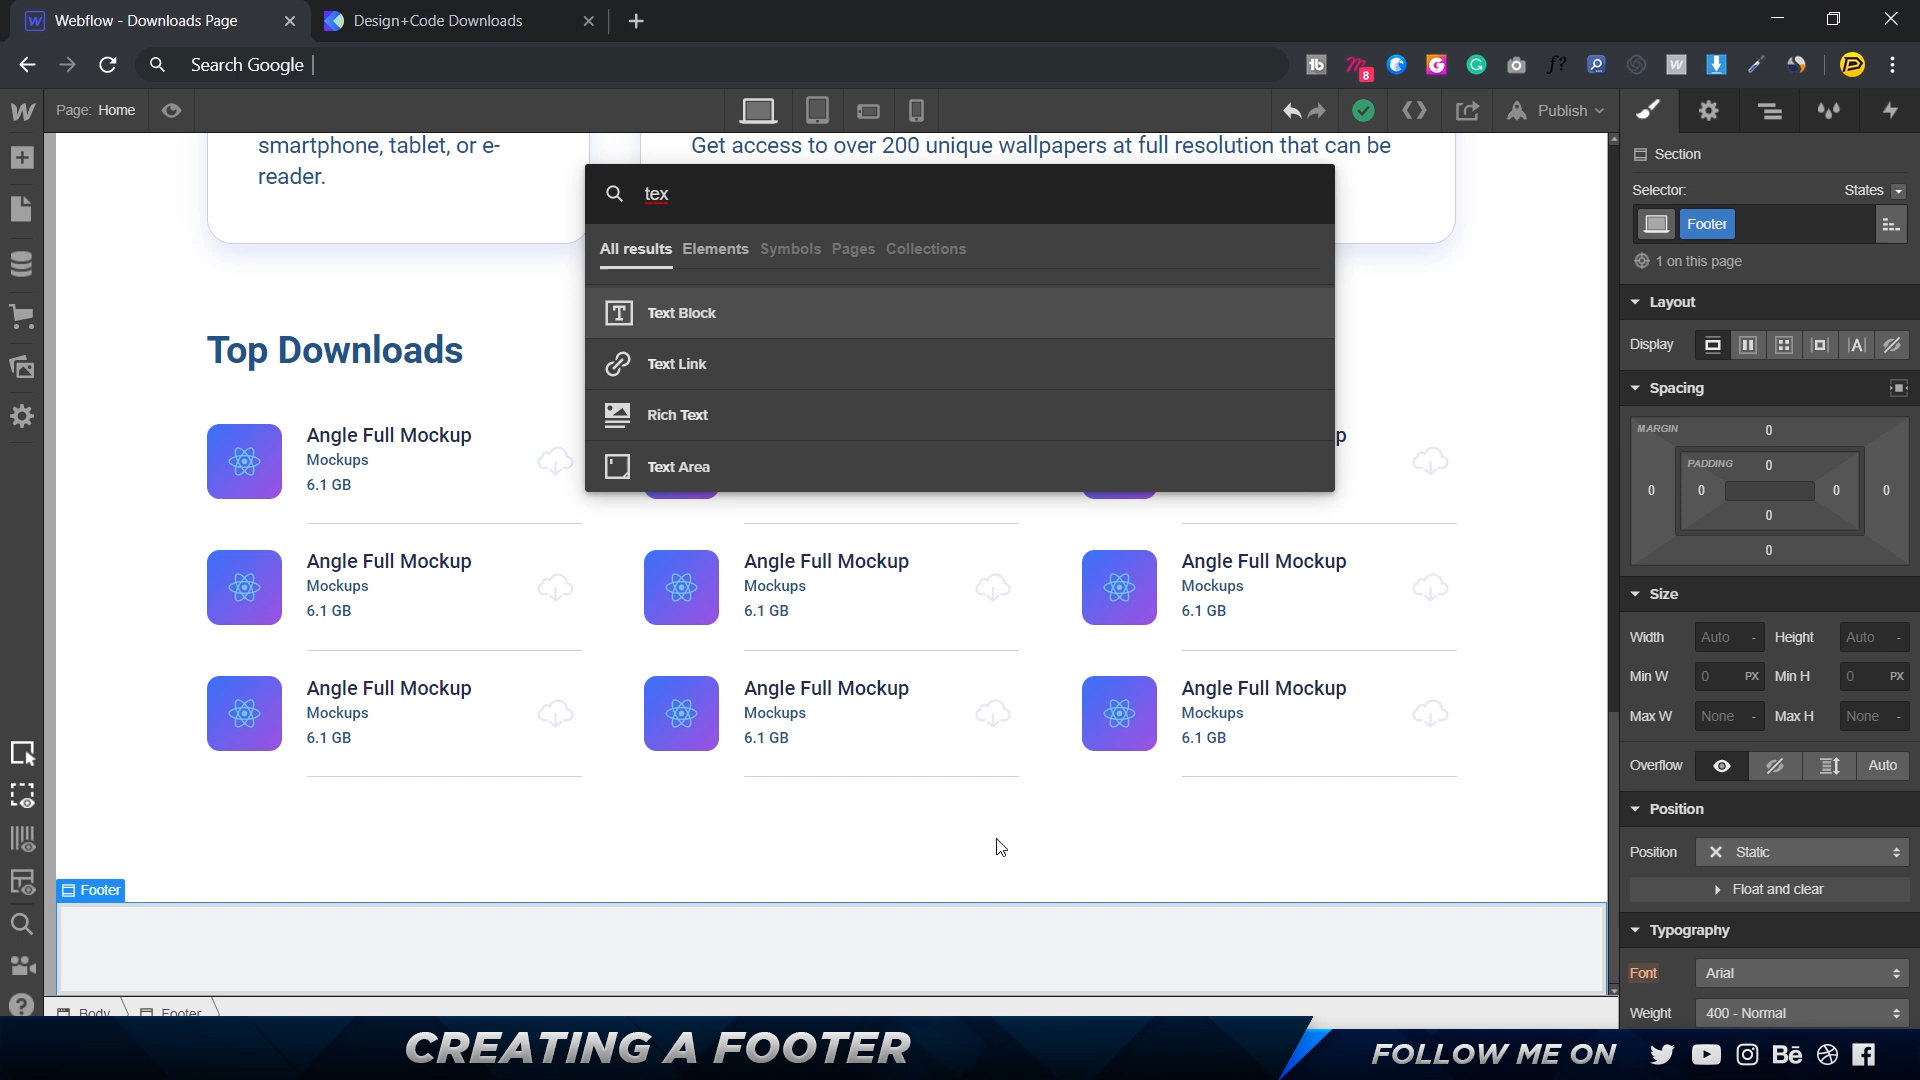 Webflow - Downloads Page
Design+Code Downloads
Search Google
8
Page: Home
Publish
smartphone, tablet, or e-
reader.
Get access to over 200 unique wallpapers at full resolution that can be
tex
All results Elements Symbols Pages Collections
Text Block
Text Link
Rich Text
Text Area
Top Downloads
Angle Full Mockup
Mockups
6.1 GB
p
Angle Full Mockup
Mockups
6.1 GB
Angle Full Mockup
Mockups
6.1 GB
Angle Full Mockup
Mockups
6.1 GB
Angle Full Mockup
Mockups
6.1 GB
Angle Full Mockup
Mockups
6.1 GB
Angle Full Mockup
Mockups
6.1 GB
Footer
Body Footer
Section
Selector: States
Footer
1 on this page
Layout
Display
Spacing
MARGIN 0
PADDING 0
0 0 0 0
0
0
Size
Width Auto - Height Auto -
Min W 0 PX Min H 0 PX
Max W None - Max H None -
Overflow Auto
Position
Position Static
Float and clear
Typography
Font Arial
Weight 400 - Normal
CREATING A FOOTER
FOLLOW ME ON